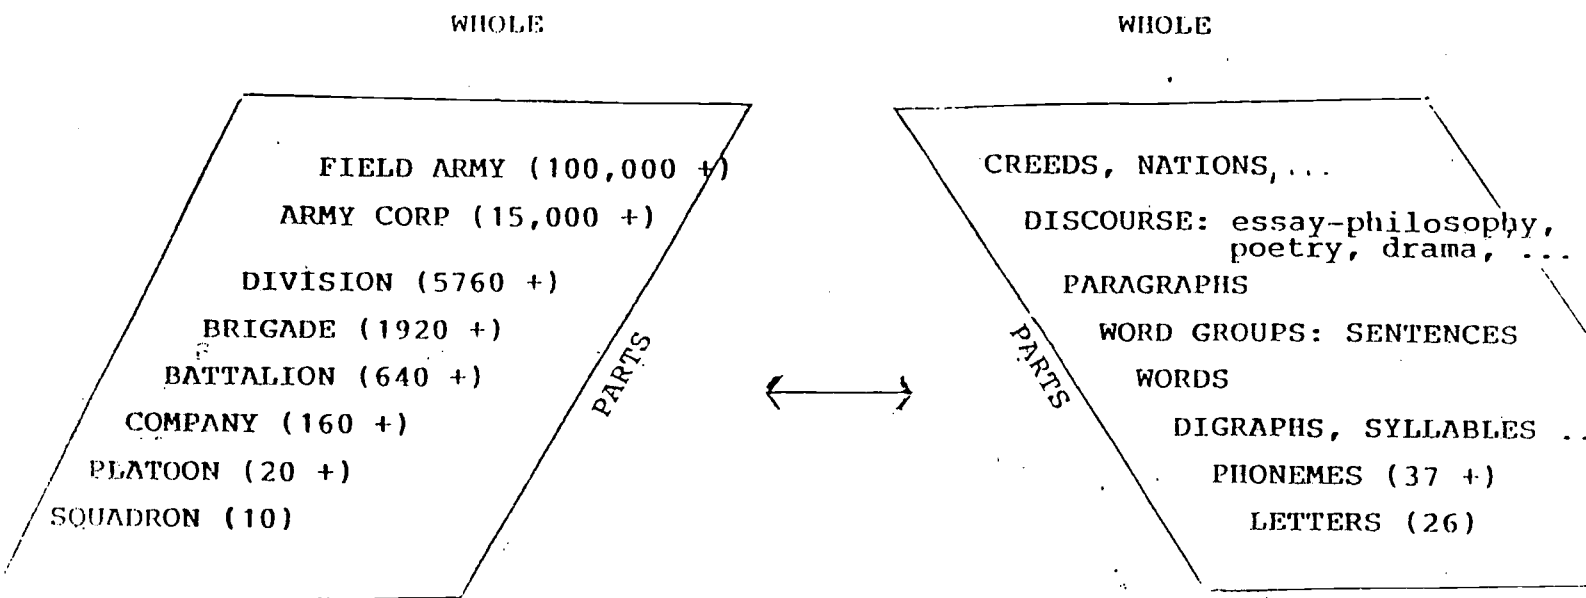 WHOLE
FIELD ARMY (100,000 +)
ARMY CORP (15,000 +)
DIVISION (5760 +)
BRIGADE (1920 +)
BATTALION (640 +)
COMPANY (160 +)
PLATOON (20 +)
SQUADRON (10)
PARTS
WHOLE
CREEDS, NATIONS, ...
DISCOURSE: essay-philosophy,
poetry, drama, ...
PARAGRAPHS
WORD GROUPS: SENTENCES
WORDS
DIGRAPHS, SYLLABLES ..
PHONEMES (37 +)
LETTERS (26)
PARTS